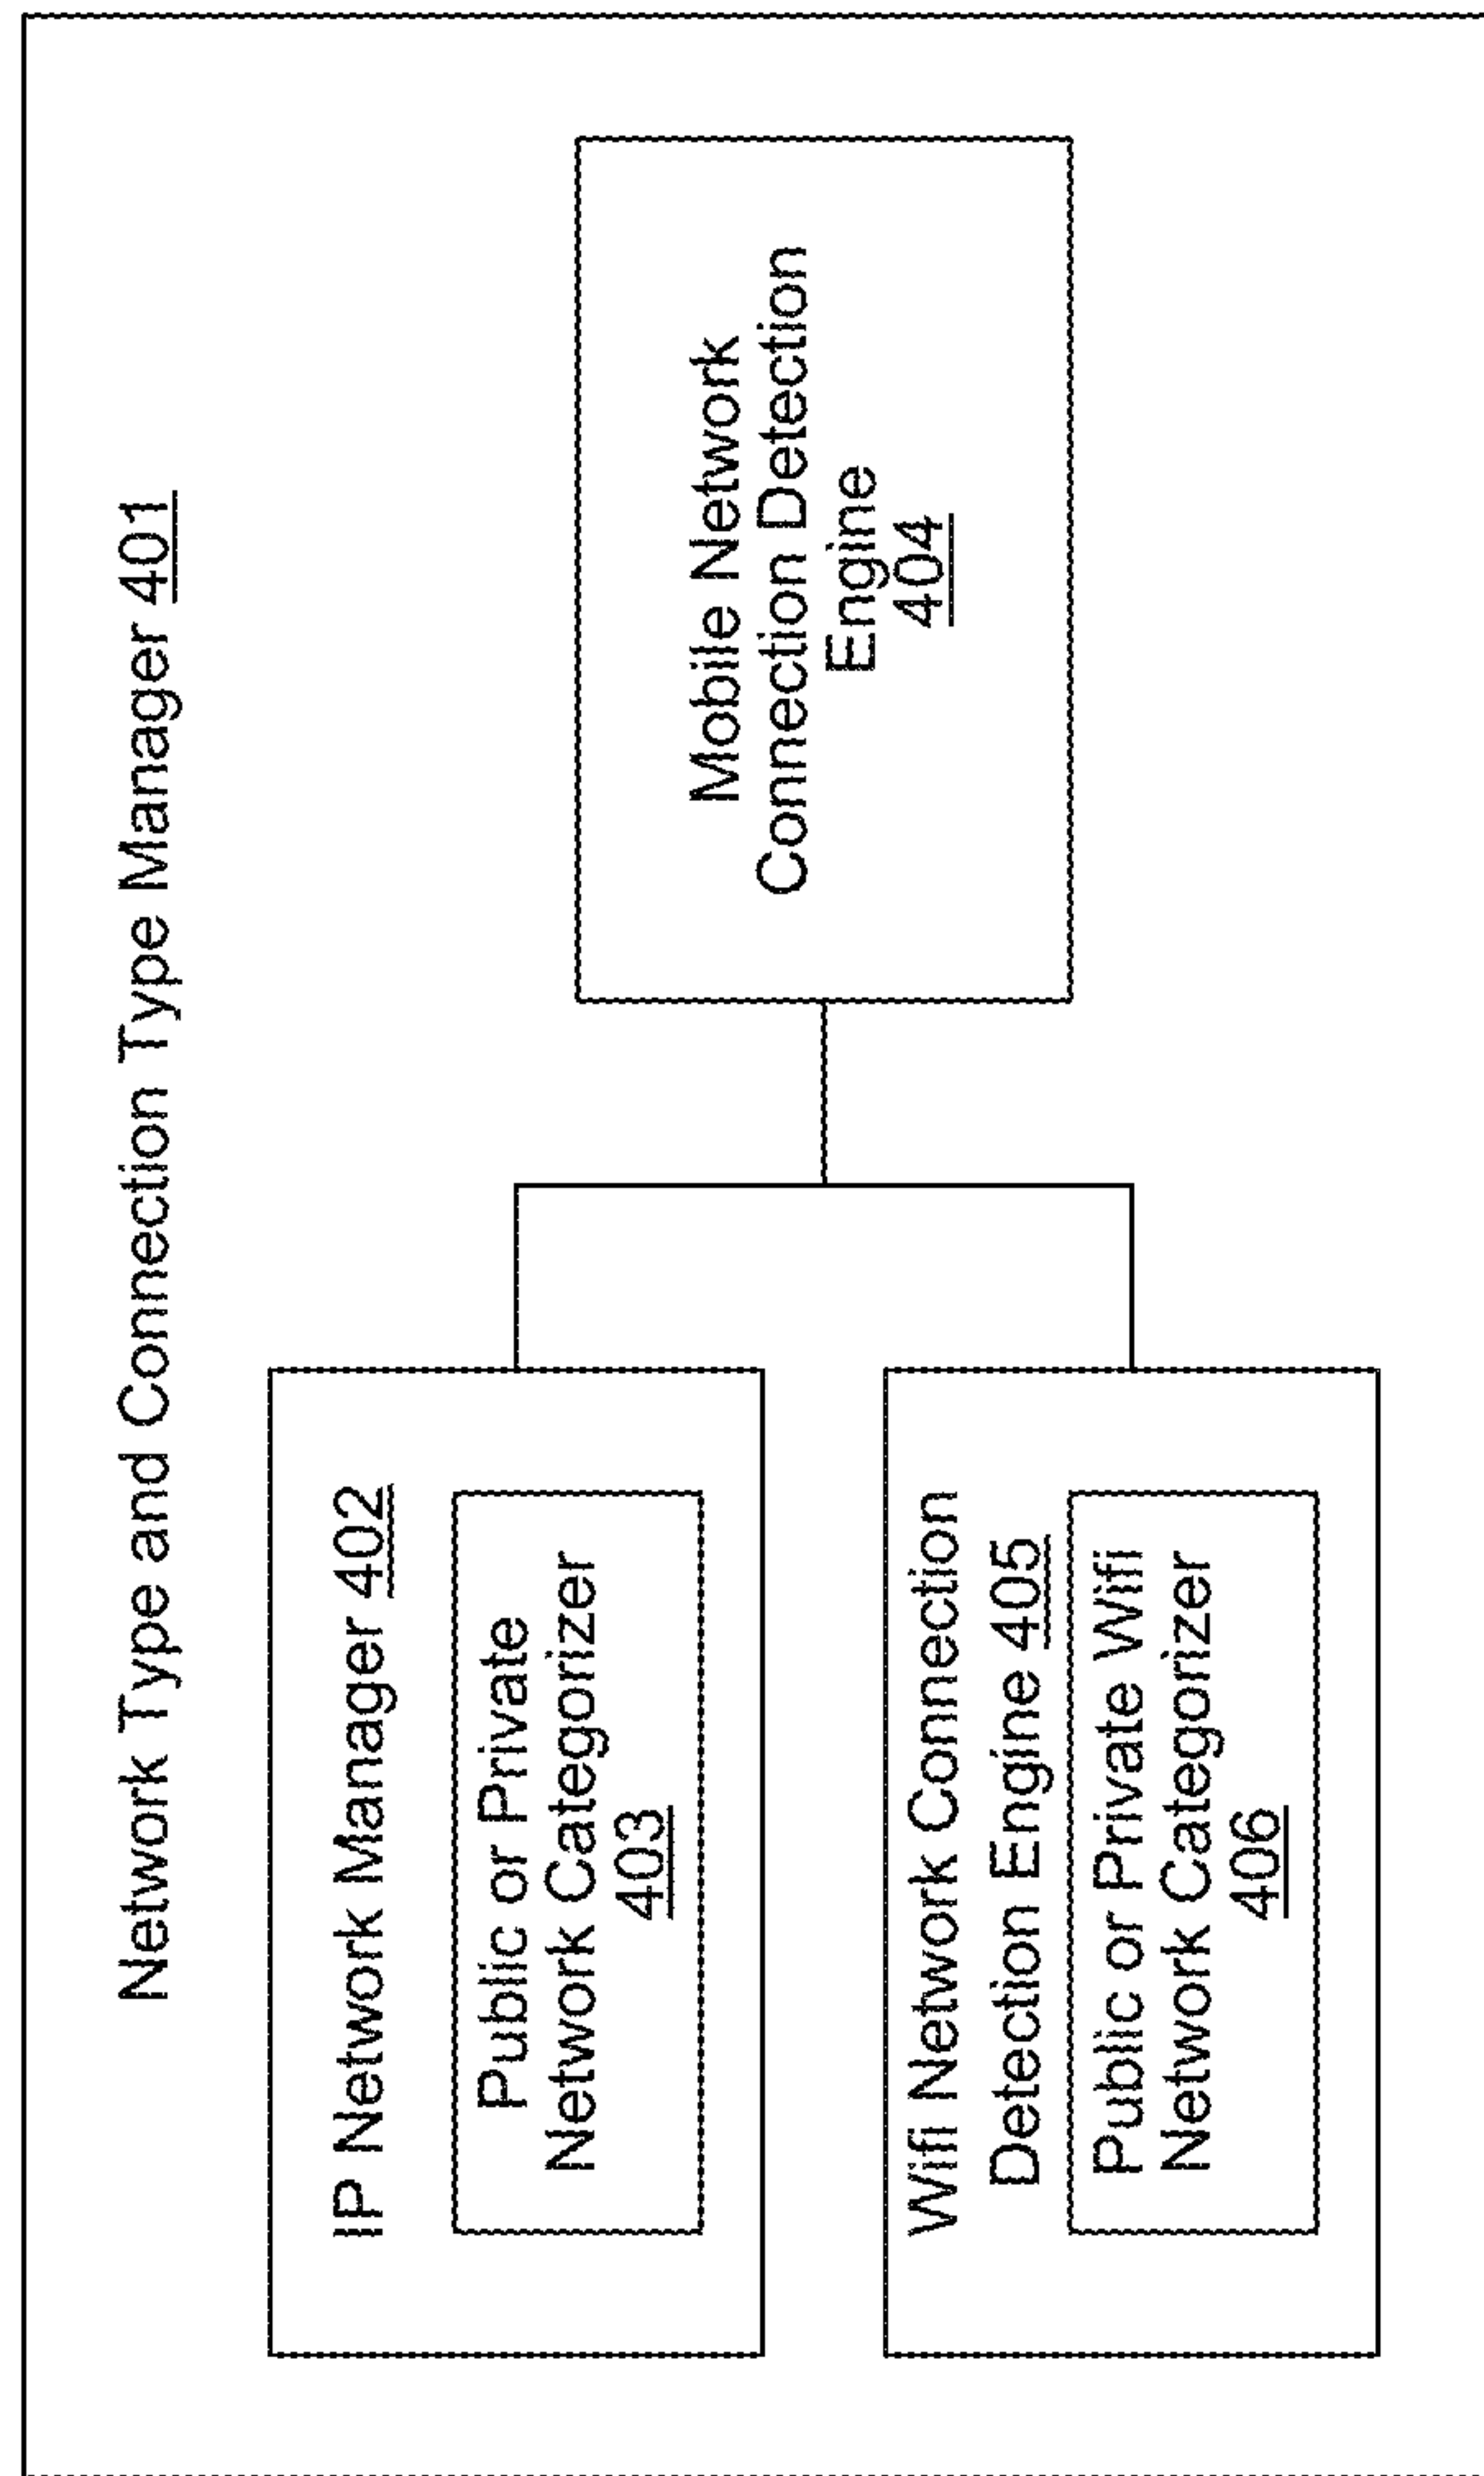 Network Type and Connection Type Manager 401
IP Network Manager 402
Public or Private
Network Categorizer
403
Wifi Network Connection
Detection Engine 405
Public or Private Wifi
Network Categorizer
406
Mobile Network
Connection Detection
Engine
404